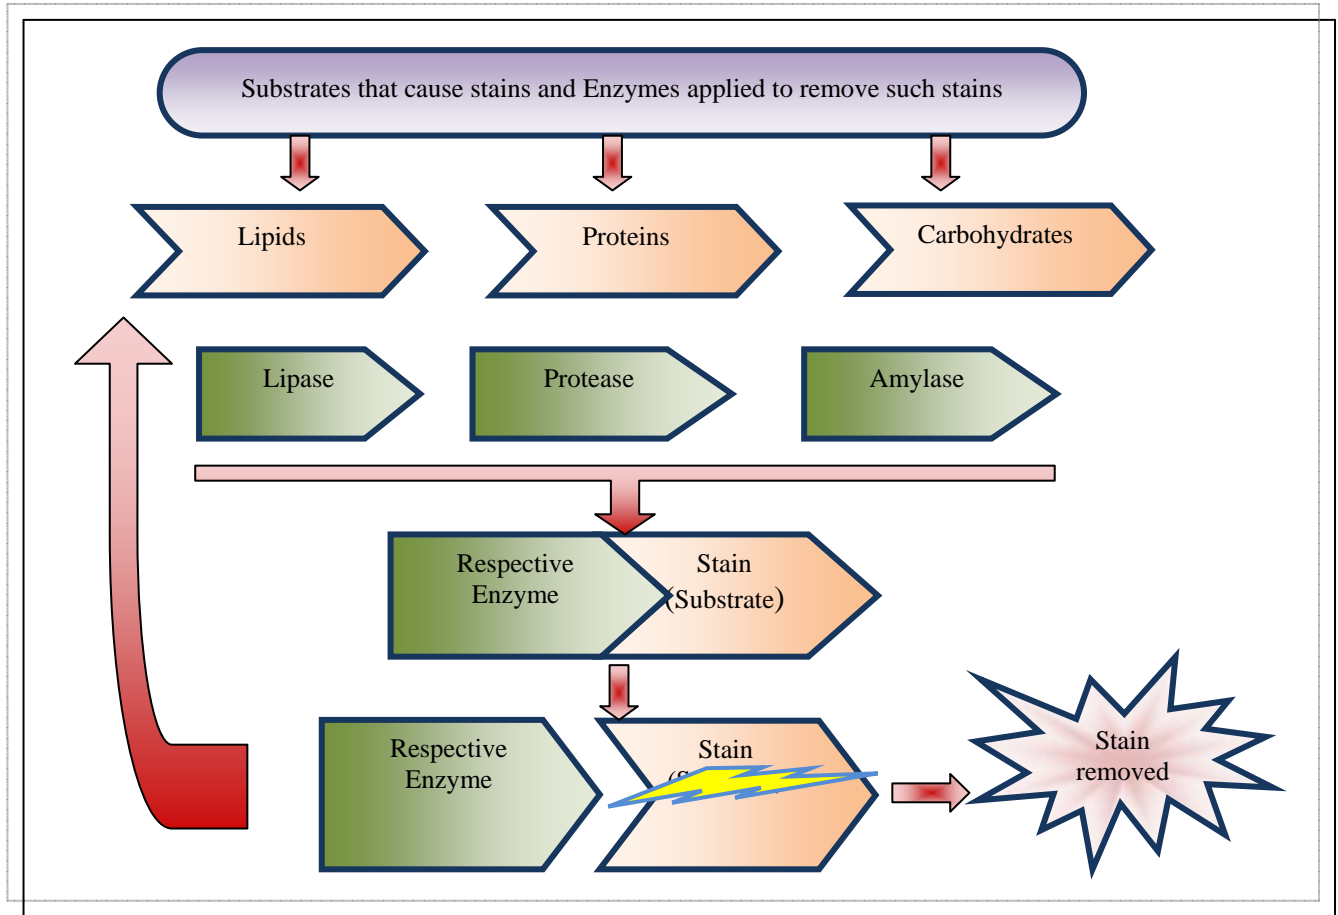 Substrates that cause stains and Enzymes applied to remove such stains
Lipids
Proteins
Carbohydrates
Lipase
Protease
Amylase
Respective
Enzyme
Stain
(Substrate)
Respective
Enzyme
Stain
Stain
removed